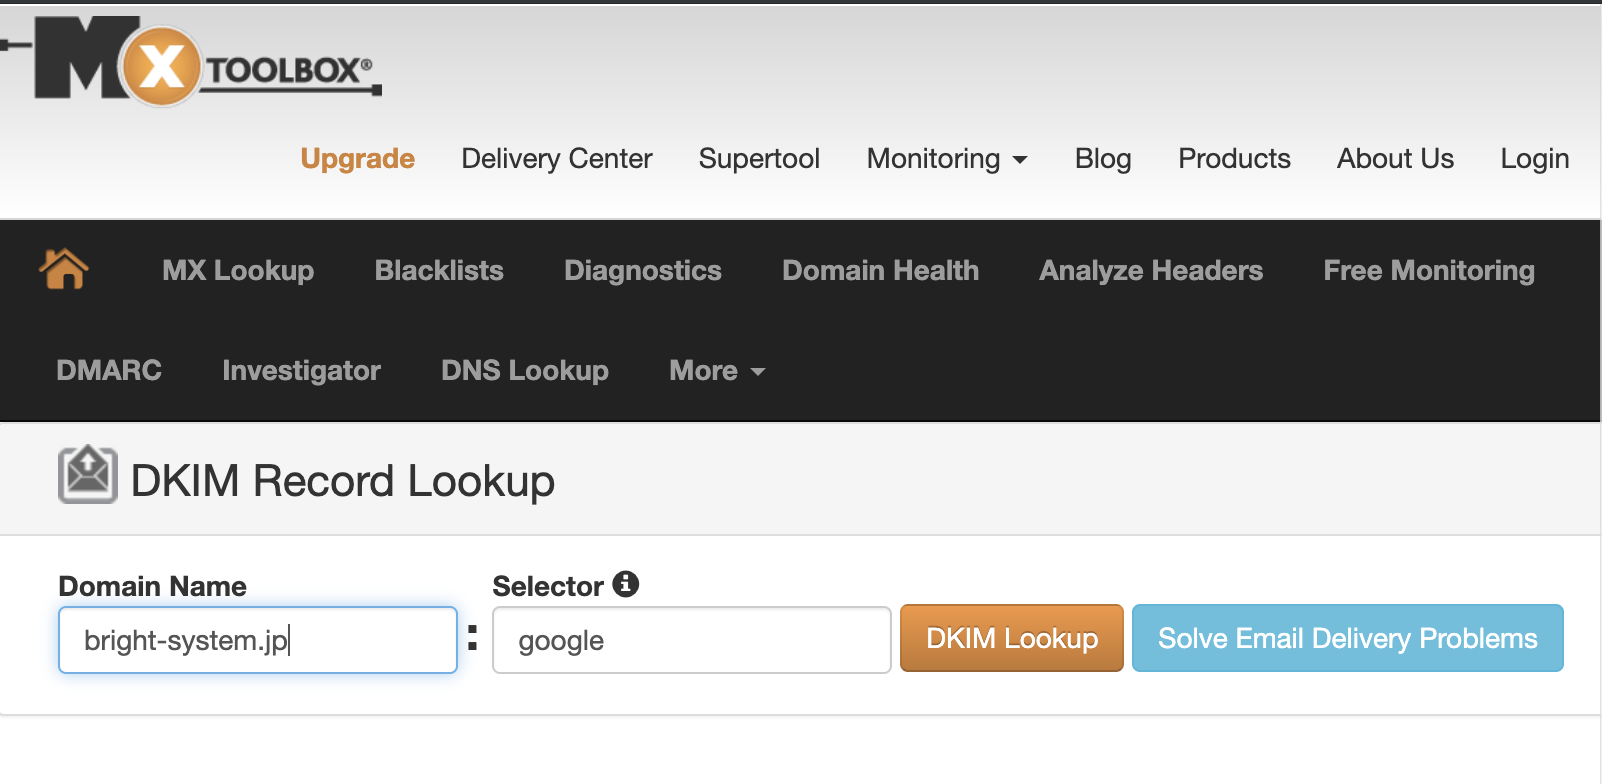 MX TOOLBOX®
Upgrade Delivery Center Supertool Monitoring Blog Products About Us Login
MX Lookup Blacklists Diagnostics Domain Health Analyze Headers Free Monitoring
DMARC Investigator DNS Lookup More
DKIM Record Lookup
Domain Name Selector
bright-system.jp : google DKIM Lookup Solve Email Delivery Problems